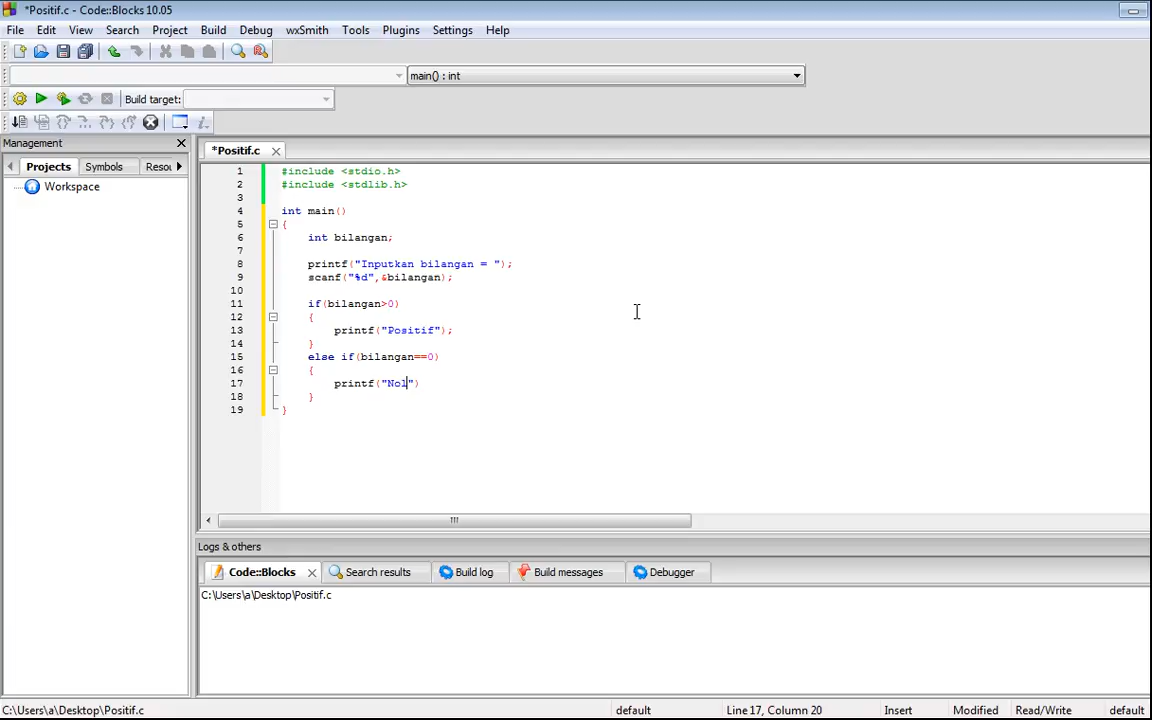 *Positif.c - Code::Blocks 10.05
File Edit View Search Project Build Debug wxSmith Tools Plugins Settings Help
main() : int
Build target:
Management
Projects Symbols Resou
Workspace
*Positif.c
1 #include <stdio.h>
2 #include <stdlib.h>
3
4 int main()
5 {
6 int bilangan;
7
8 printf("Inputkan bilangan = ");
9 scanf("%d",&bilangan);
10
11 if(bilangan>0)
12 {
13 printf("Positif");
14 }
15 else if(bilangan==0)
16 {
17 printf("Nol")
18 }
19 }
Logs & others
Code::Blocks Search results Build log Build messages Debugger
C:\Users\a\Desktop\Positif.c
C:\Users\a\Desktop\Positif.c default Line 17, Column 20 Insert Modified Read/Write default